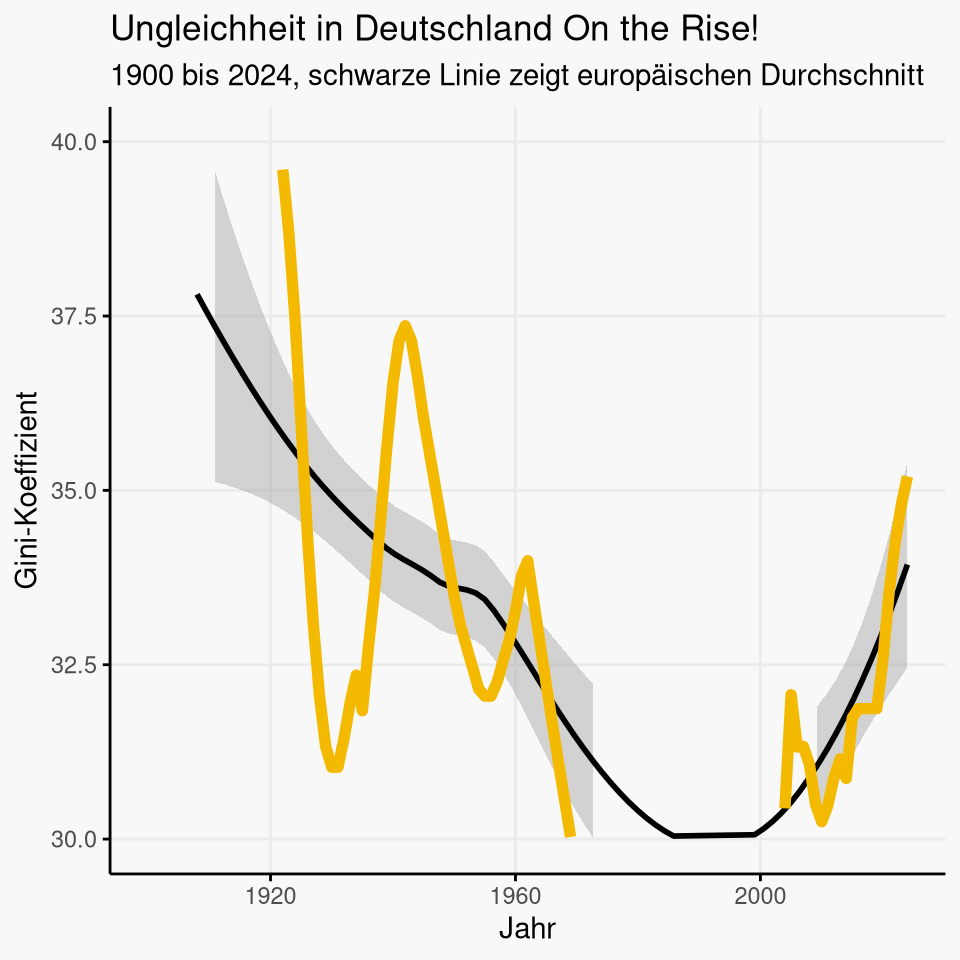 Ungleichheit in Deutschland On the Rise!
1900 bis 2024, schwarze Linie zeigt europäischen Durchschnitt
40.0
37.5
35.0
32.5
30.0
Gini-Koeffizient
1920
1960
2000
Jahr